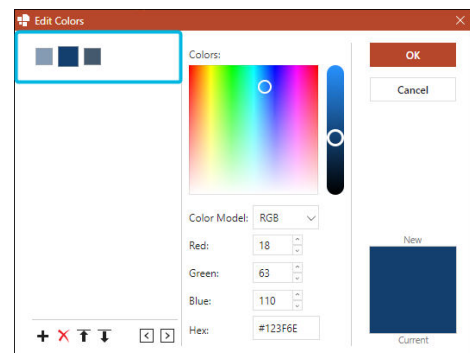 Edit Colors
Colors:
OK
Cancel
Color Model: RGB
Red: 18
Green: 63
Blue: 110
Hex: #123F6E
New
Current